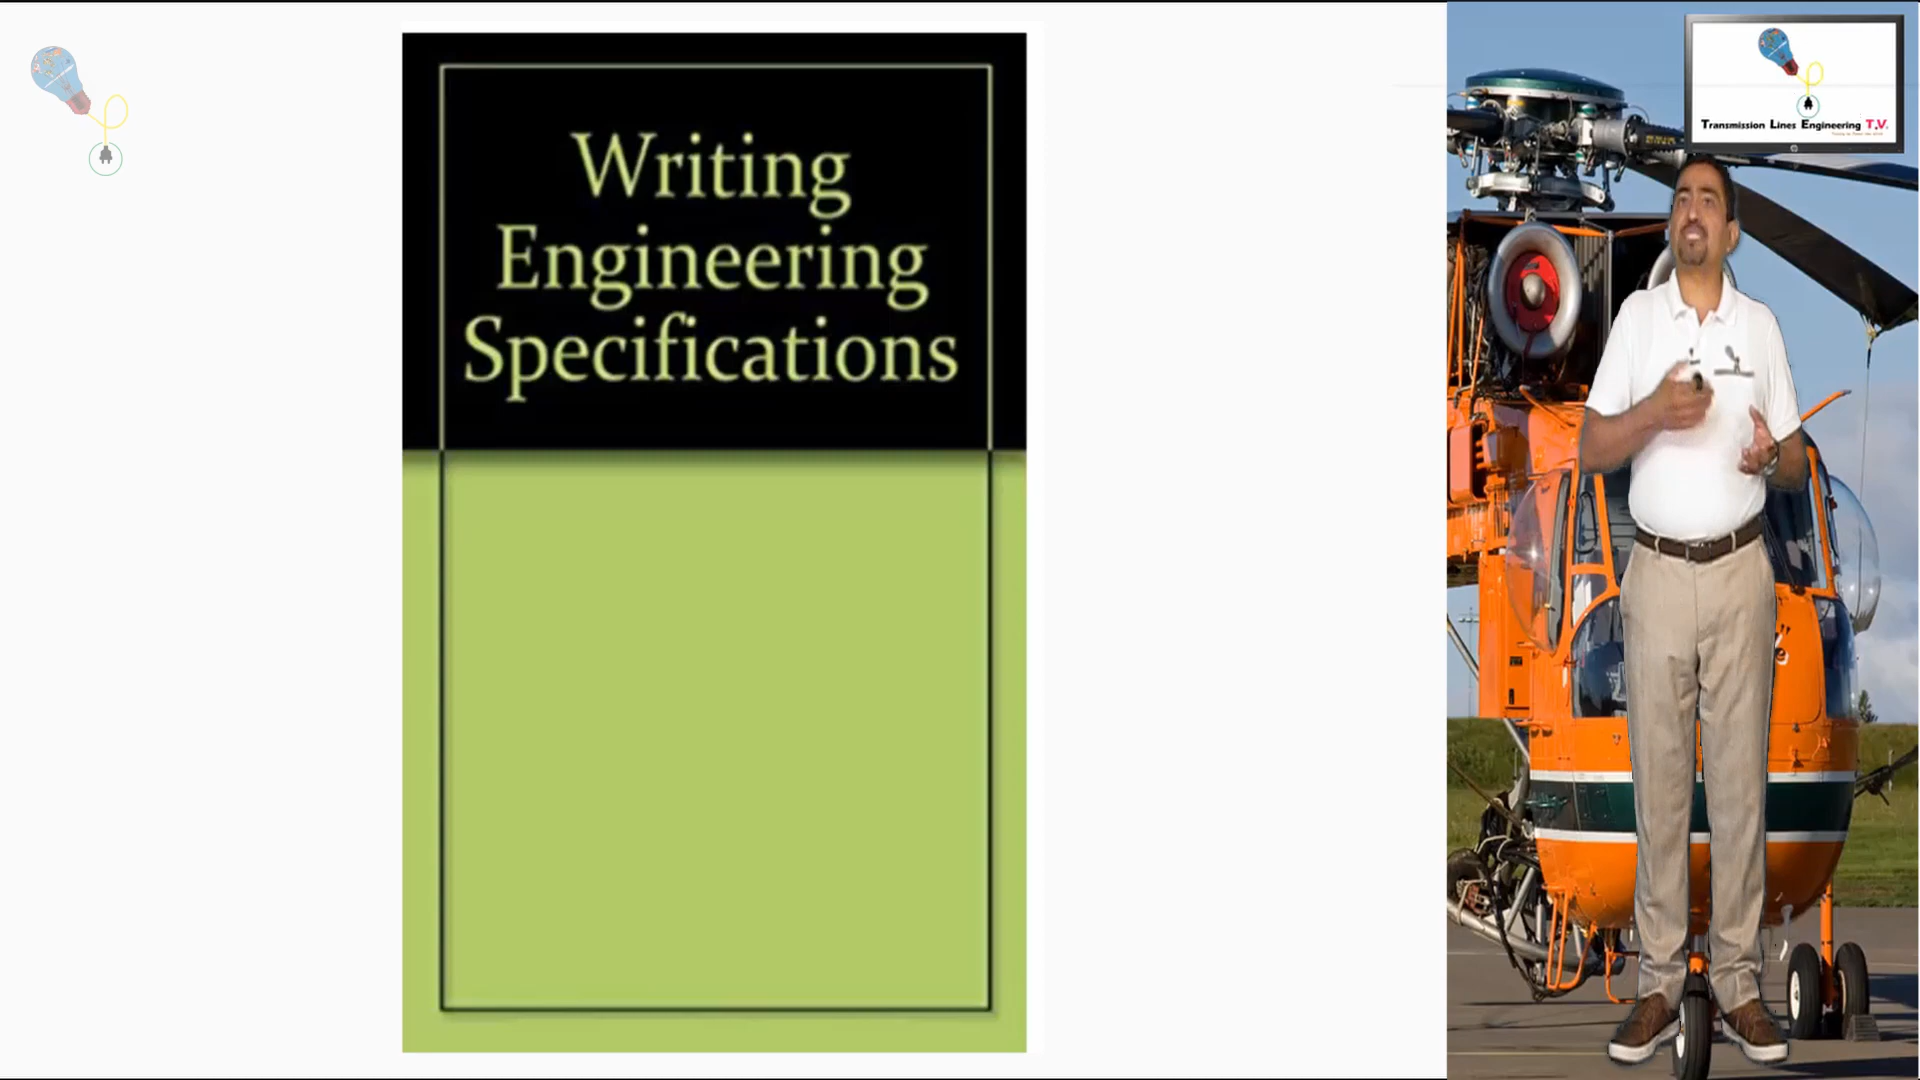 Writing
Engineering
Specifications
Transmission Lines Engineering T.V.